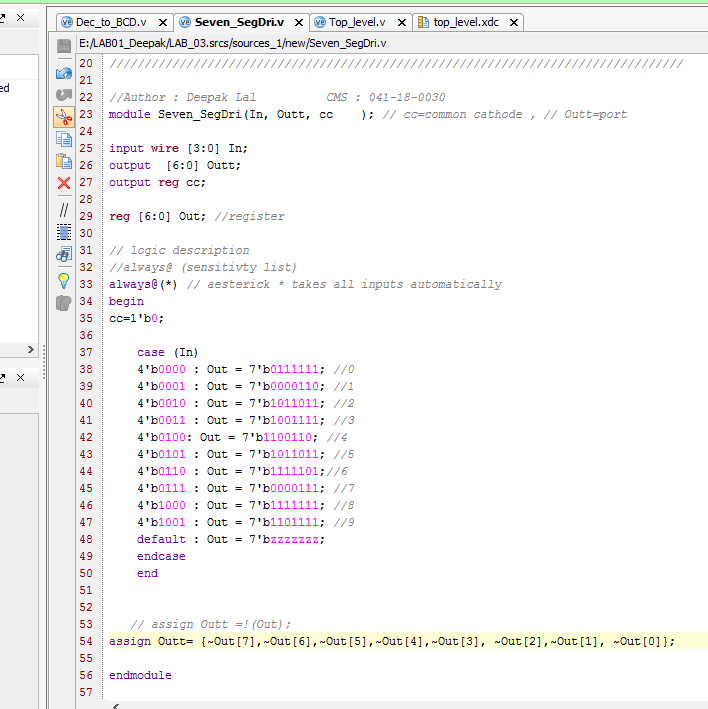 Dec_to_BCD.v Seven_SegDri.v Top_level.v top_level.xdc
E:/LAB01_Deepak/LAB_03.srcs/sources_1/new/Seven_SegDri.v
ed
20 //////////////////////////////////////////////////////////////////////////////////
21
22 //Author : Deepak Lal CMS : 041-18-0030
23 module Seven_SegDri(In, Outt, cc ); // cc=common cathode , // Outt=port
24
25 input wire [3:0] In;
26 output [6:0] Outt;
27 output reg cc;
28
29 reg [6:0] Out; //register
30
31 // logic description
32 //always@ (sensitivty list)
33 always@(*) // aesterick * takes all inputs automatically
34 begin
35 cc=1'b0;
36
37 case (In)
38 4'b0000 : Out = 7'b0111111; //0
39 4'b0001 : Out = 7'b0000110; //1
40 4'b0010 : Out = 7'b1011011; //2
41 4'b0011 : Out = 7'b1001111; //3
42 4'b0100: Out = 7'b1100110; //4
43 4'b0101 : Out = 7'b1011011; //5
44 4'b0110 : Out = 7'b1111101;//6
45 4'b0111 : Out = 7'b0000111; //7
46 4'b1000 : Out = 7'b1111111; //8
47 4'b1001 : Out = 7'b1101111; //9
48 default : Out = 7'bzzzzzzz;
49 endcase
50 end
51
52
53 // assign Outt =!(Out);
54 assign Outt= {~Out[7],~Out[6],~Out[5],~Out[4],~Out[3], ~Out[2],~Out[1], ~Out[0]};
55
56 endmodule
57